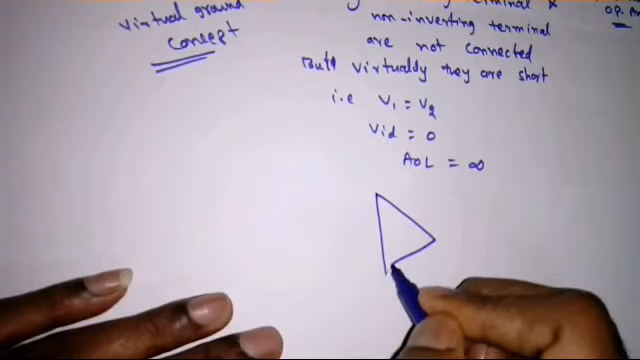 virtual ground
concept
terminal &
non-inverting terminal
are not connected
But virtually they are short
i.e V1 = V2
Vid = 0
AOL = ∞